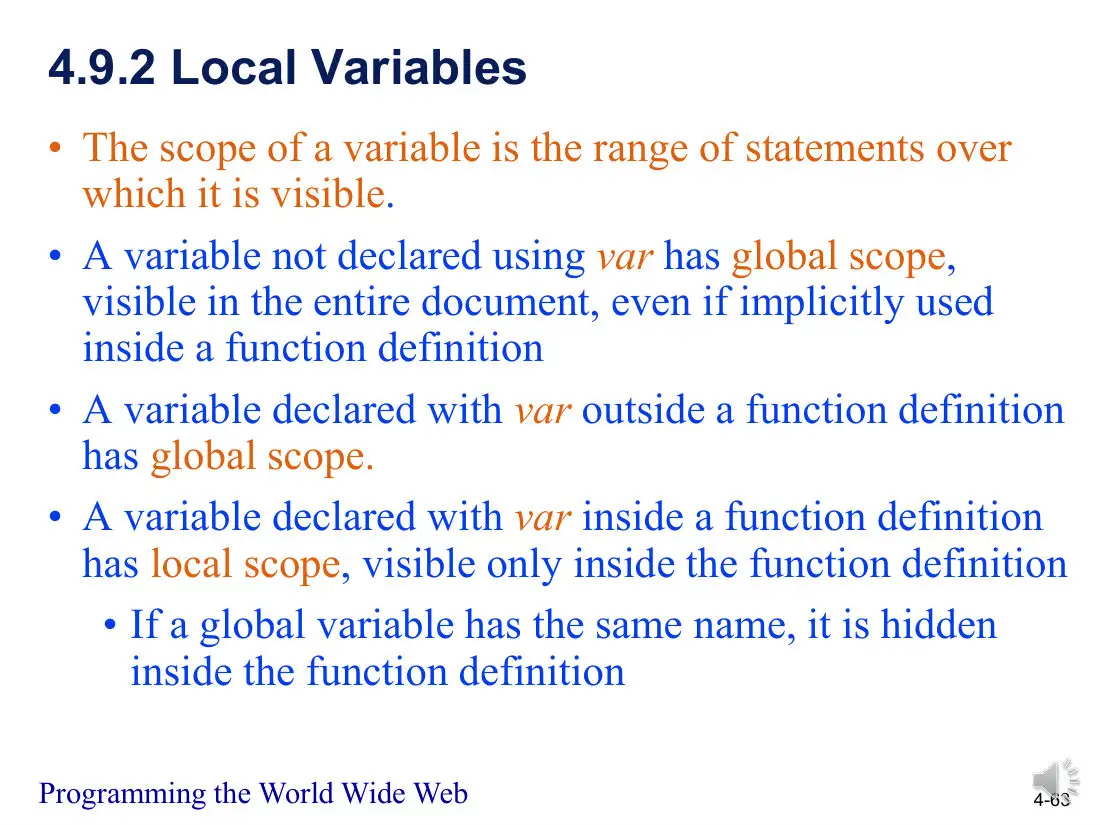 4.9.2 Local Variables
• The scope of a variable is the range of statements over
which it is visible.
• A variable not declared using var has global scope,
visible in the entire document, even if implicitly used
inside a function definition
• A variable declared with var outside a function definition
has global scope.
• A variable declared with var inside a function definition
has local scope, visible only inside the function definition
• If a global variable has the same name, it is hidden
inside the function definition
Programming the World Wide Web
4-63